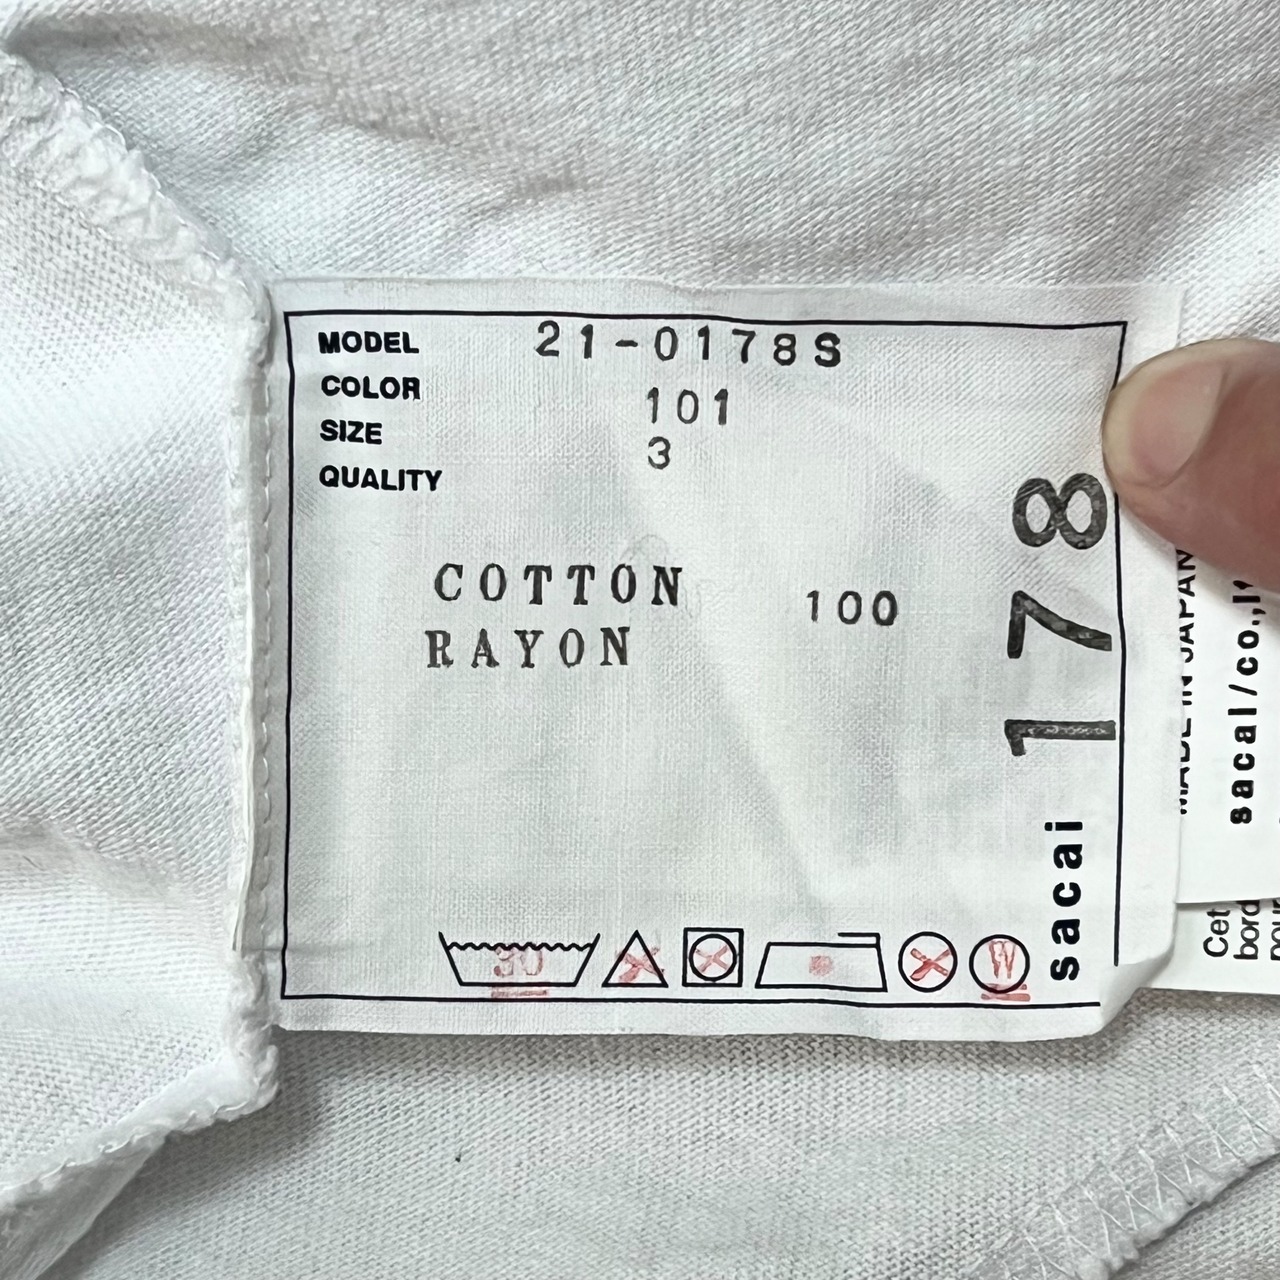 MODEL 21-0178S
COLOR 101
SIZE 3
QUALITY
COTTON 100
RAYON
30
W
sacai 178
MADE IN JAPAN
sacai/co.,
Cet
bord
pour